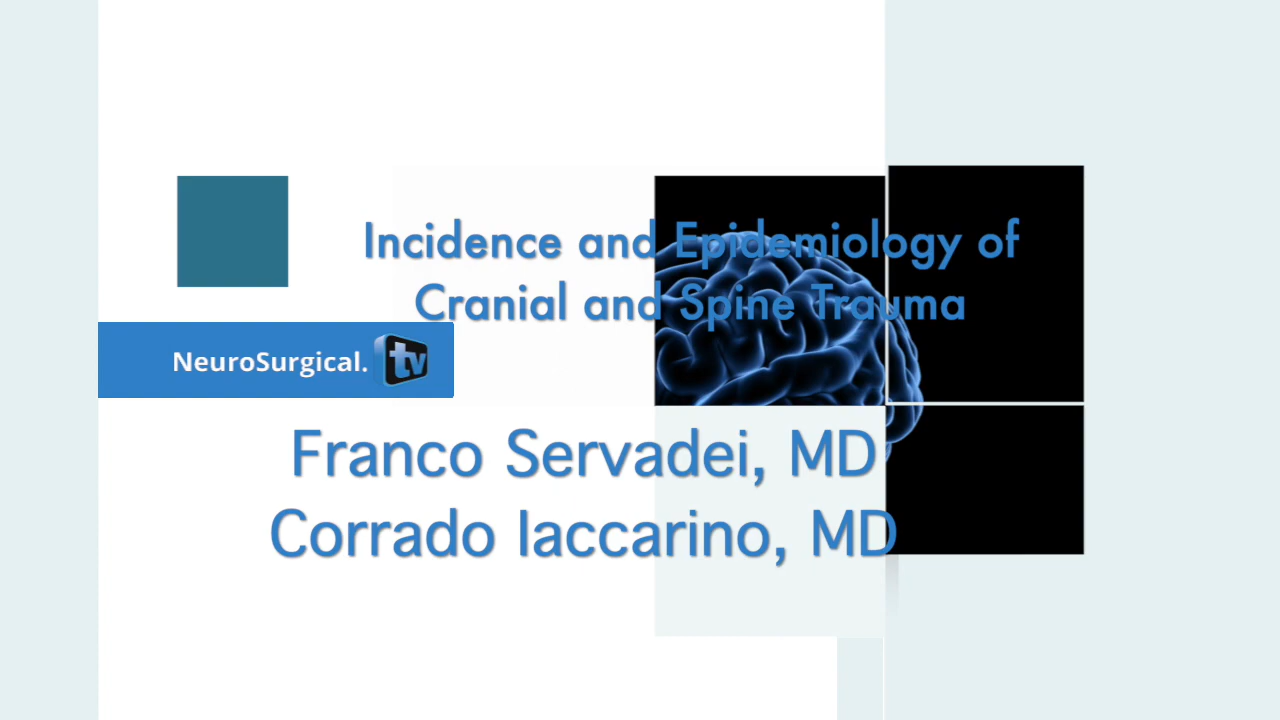 Incidence and Epidemiology of
Cranial and Spine Trauma
NeuroSurgical. tv
Franco Servadei, MD
Corrado Iaccarino, MD